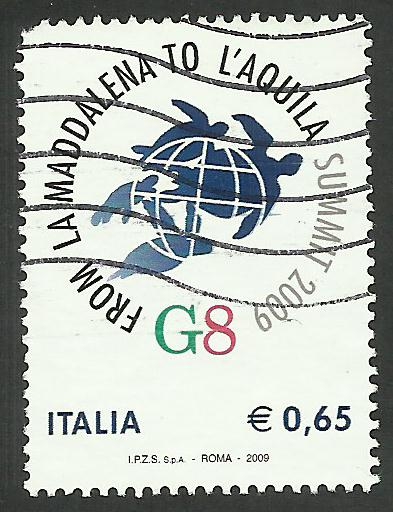 FROM LA MADDALENA TO L'AQUILA
SUMMIT 2009
G8
ITALIA € 0,65
I.P.Z.S. S.p.A. - ROMA - 2009